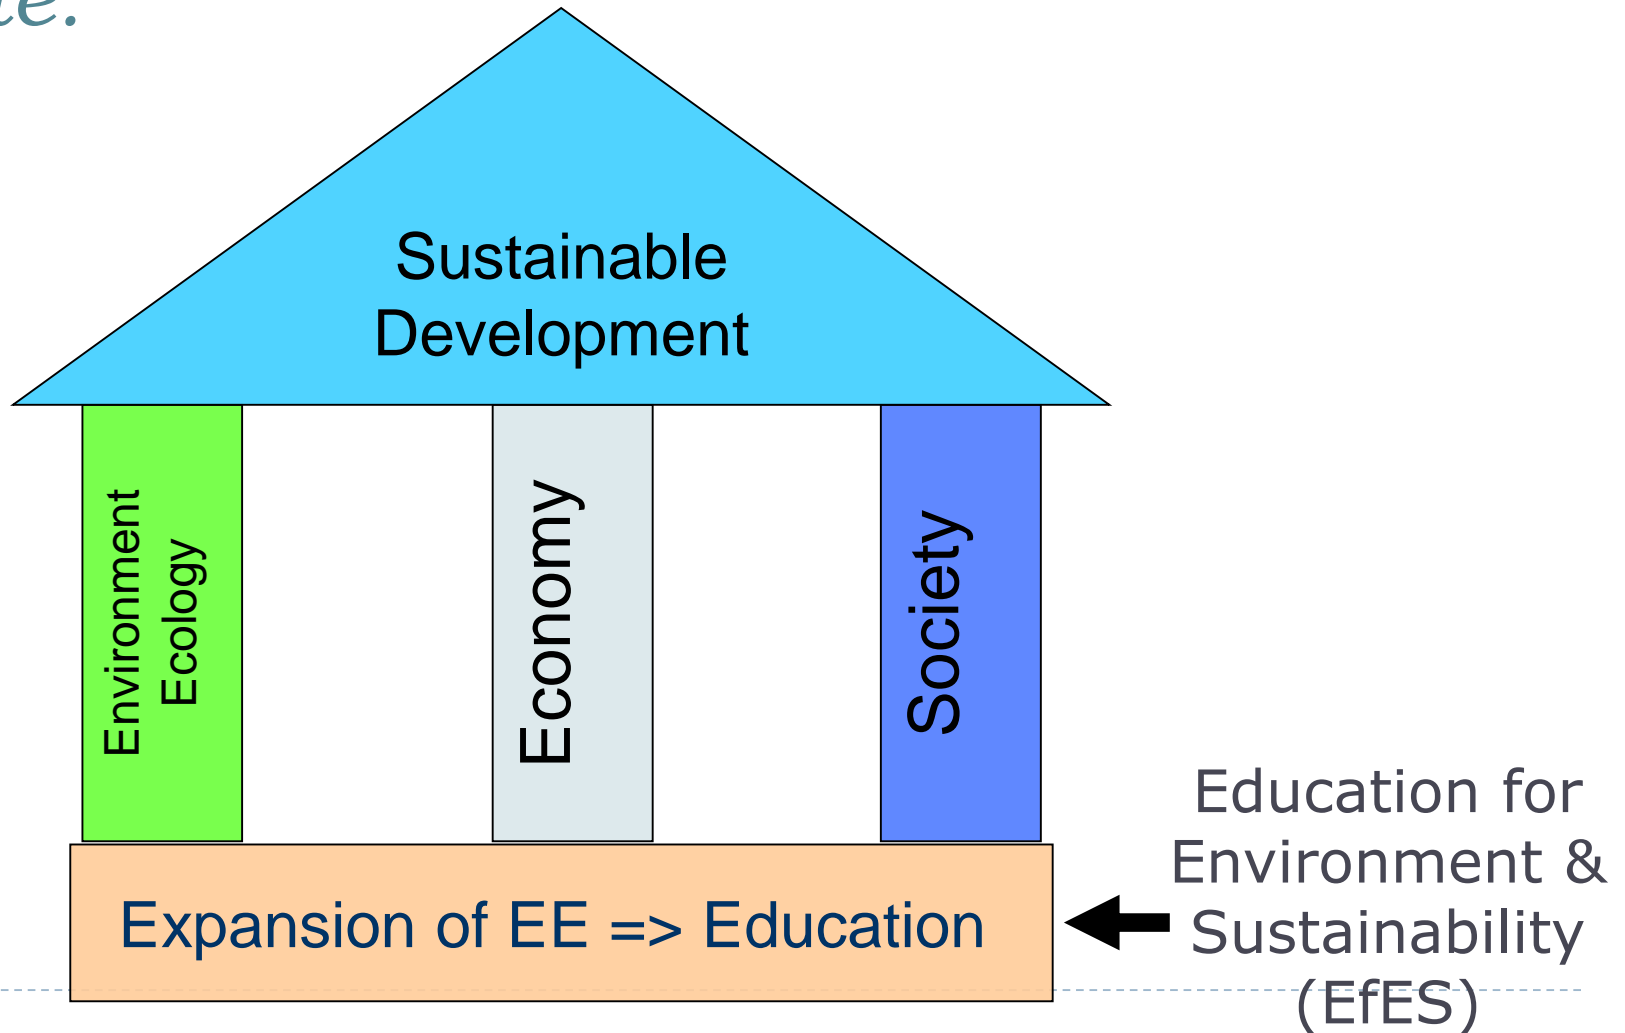 Sustainable
Development
Environment
Ecology
Economy
Society
Expansion of EE => Education
Education for
Environment &
Sustainability
(EfES)